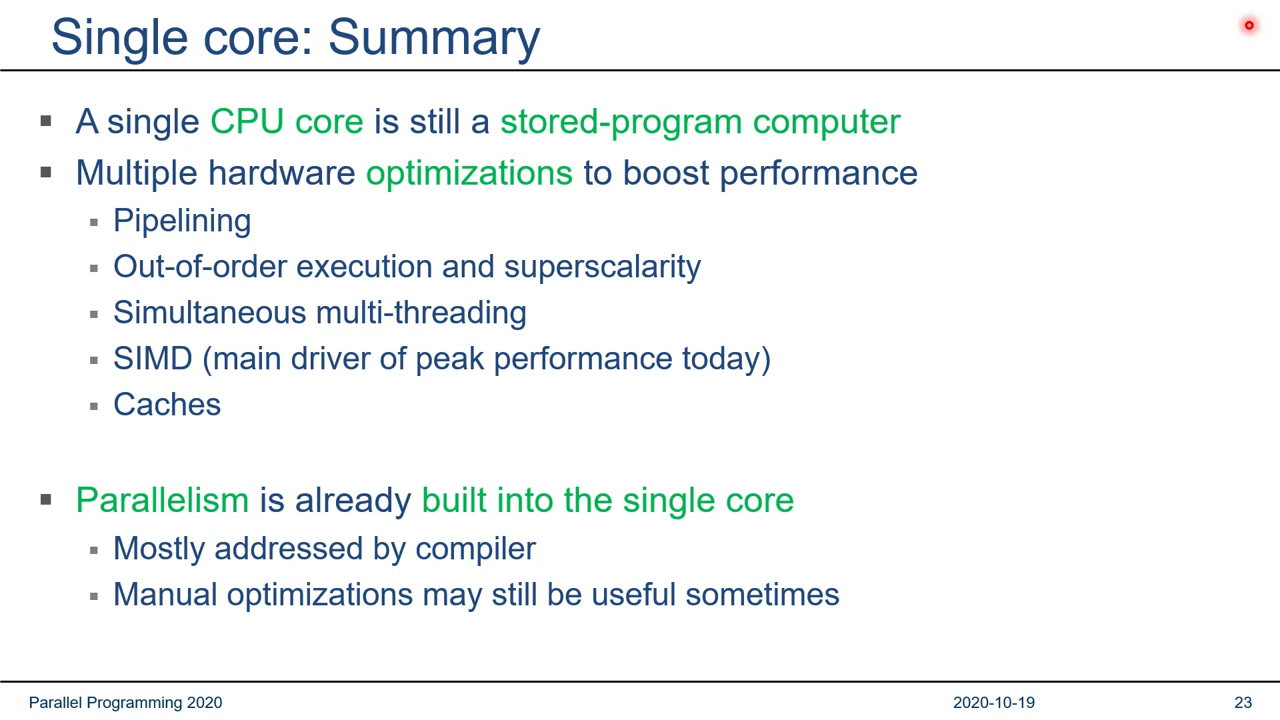 Single core: Summary
A single CPU core is still a stored-program computer
Multiple hardware optimizations to boost performance
Pipelining
Out-of-order execution and superscalarity
Simultaneous multi-threading
SIMD (main driver of peak performance today)
Caches
Parallelism is already built into the single core
Mostly addressed by compiler
Manual optimizations may still be useful sometimes
Parallel Programming 2020 2020-10-19 23